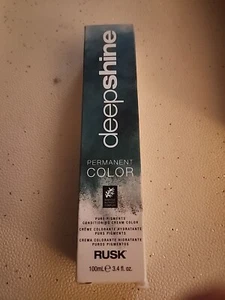 deepshine
PERMANENT
COLOR
PURE PIGMENTS
CONDITIONING CREAM COLOR
CRÈME COLORANTE HYDRATANTE
PURS PIGMENTS
CREMA COLORANTE HIDRATANTE
PUROS PIGMENTOS
RUSK
100ml ℮ 3.4 fl. oz.